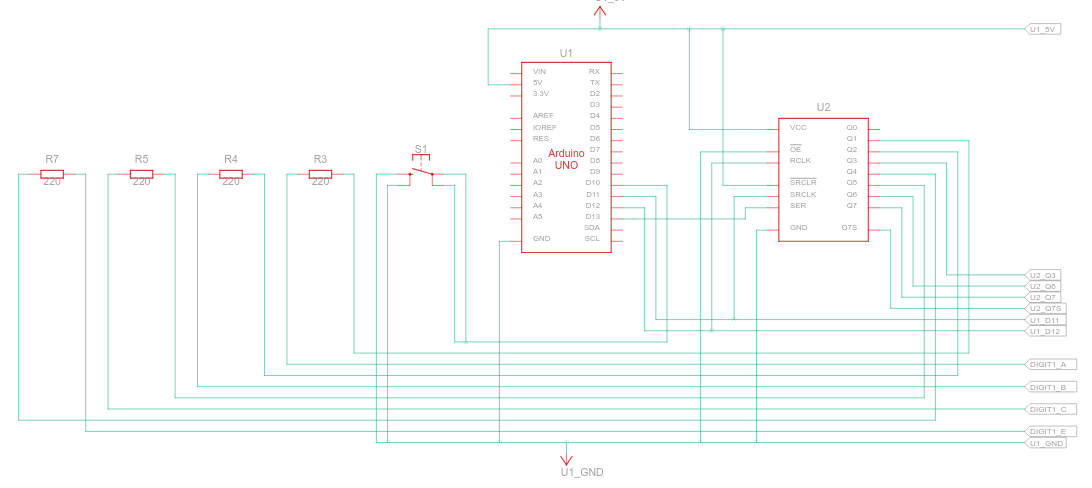 U1_5V
U1
VIN
5V
3.3V
AREF
IOREF
RES
A0
A1
A2
A3
A4
A5
GND
RX
TX
D2
D3
D4
D5
D6
D7
D8
D9
D10
D11
D12
D13
SDA
SCL
Arduino
UNO
U2
VCC
OE
RCLK
SRCLR
SRCLK
SER
GND
Q0
Q1
Q2
Q3
Q4
Q5
Q6
Q7
Q7S
R7
220
R5
220
R4
220
R3
220
S1
U2_Q3
U2_Q6
U2_Q7
U2_Q7S
U1_D11
U1_D12
DIGIT1_A
DIGIT1_B
DIGIT1_C
DIGIT1_E
U1_GND
U1_GND